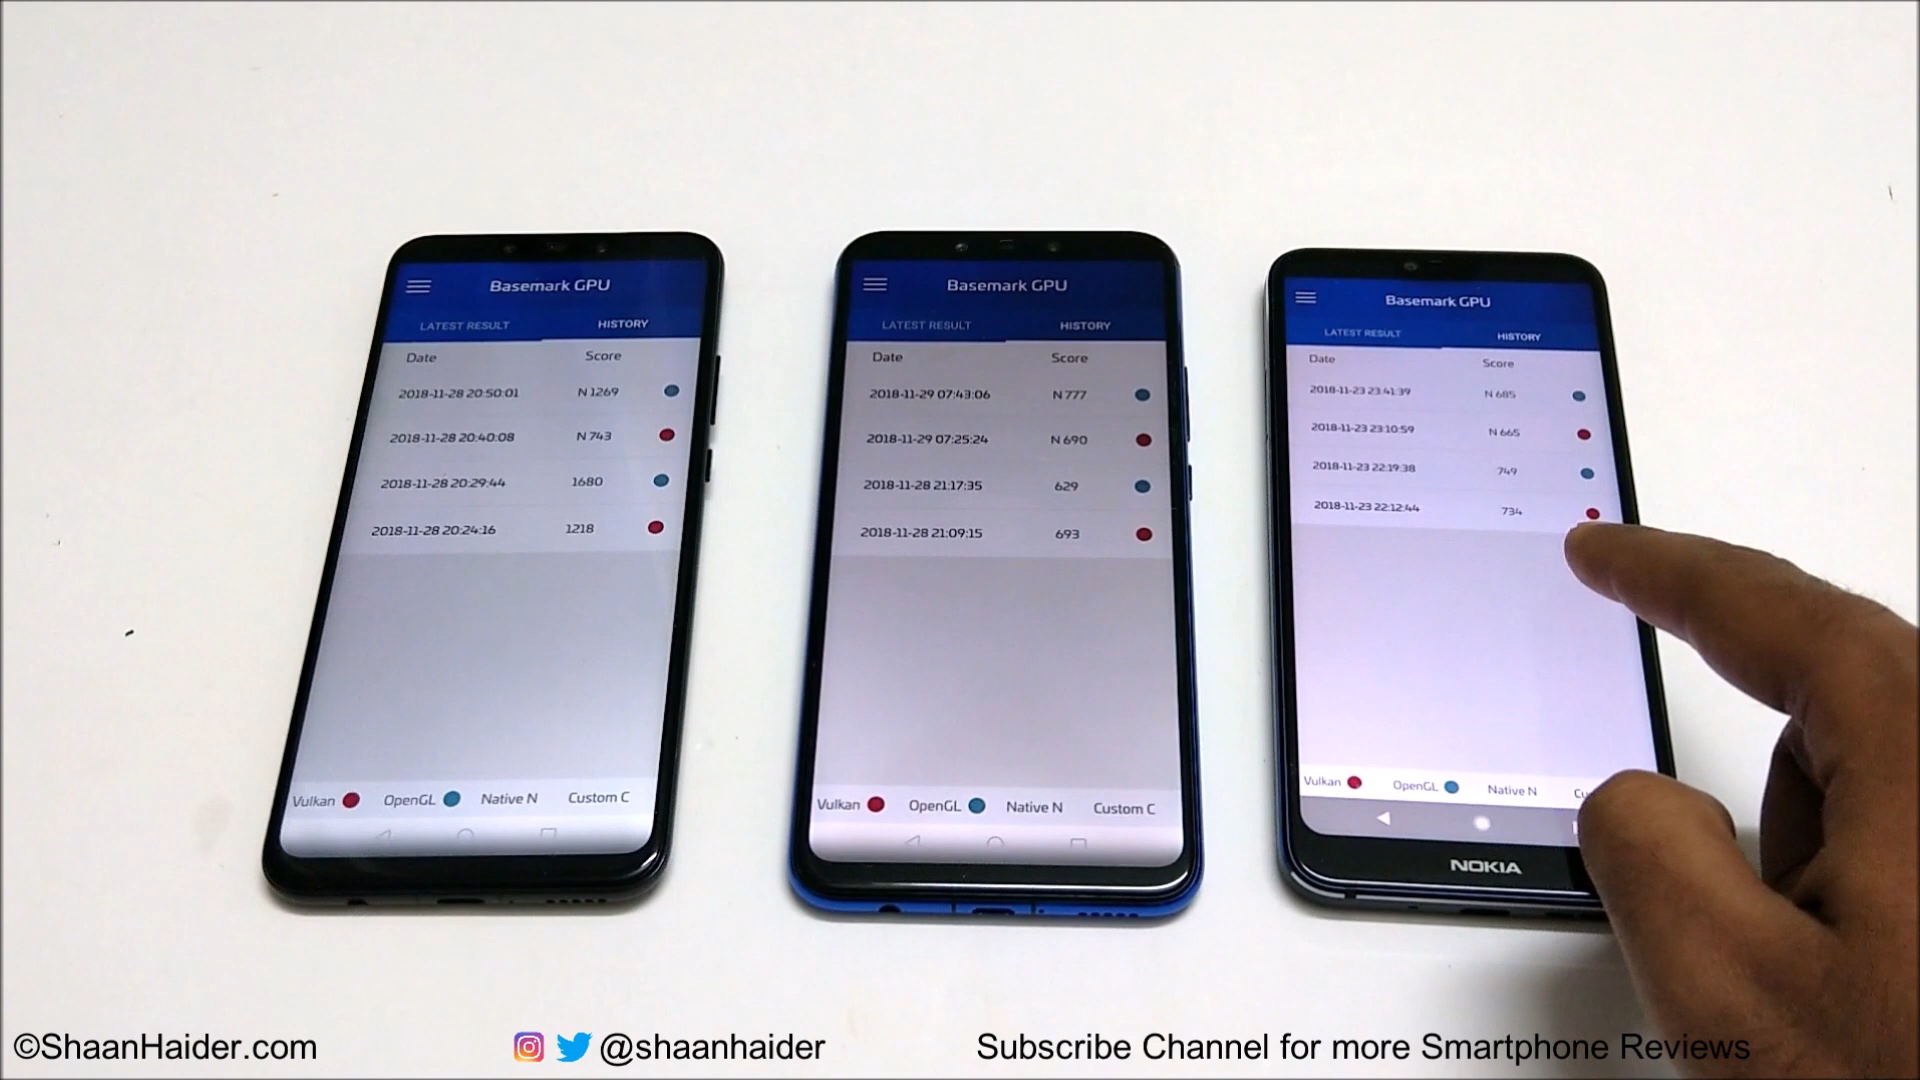 Basemark GPU
LATEST RESULT HISTORY
Date Score
2018-11-28 20:50:01 N 1269
2018-11-28 20:40:08 N 743
2018-11-28 20:29:44 1680
2018-11-28 20:24:16 1218
Vulkan OpenGL Native N Custom C
Basemark GPU
LATEST RESULT HISTORY
Date Score
2018-11-29 07:43:06 N 777
2018-11-29 07:25:24 N 690
2018-11-28 21:17:35 629
2018-11-28 21:09:15 693
Vulkan OpenGL Native N Custom C
Basemark GPU
LATEST RESULT HISTORY
Date Score
2018-11-23 23:41:39 N 685
2018-11-23 23:10:59 N 665
2018-11-23 22:19:38 749
2018-11-23 22:12:44 734
Vulkan OpenGL Native N
NOKIA
©ShaanHaider.com @shaanhaider Subscribe Channel for more Smartphone Reviews